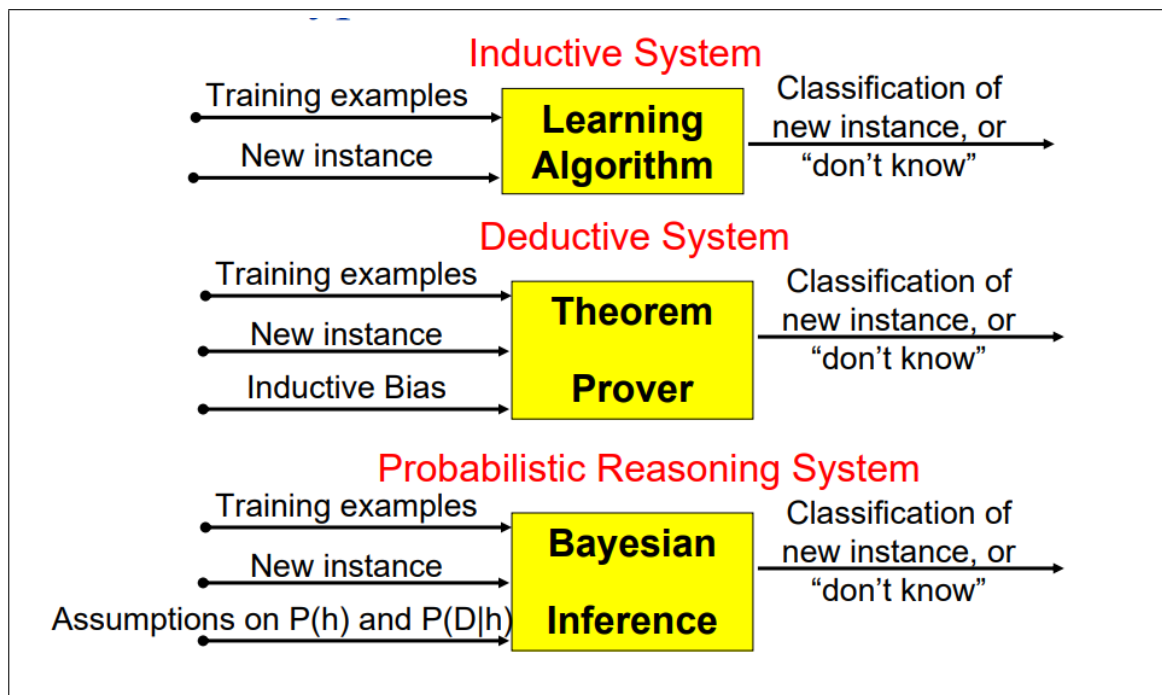 Inductive System
Training examples
New instance
Learning
Algorithm
Classification of
new instance, or
“don’t know”
Deductive System
Training examples
New instance
Inductive Bias
Theorem
Prover
Classification of
new instance, or
“don’t know”
Probabilistic Reasoning System
Training examples
New instance
Assumptions on P(h) and P(D|h)
Bayesian
Inference
Classification of
new instance, or
“don’t know”